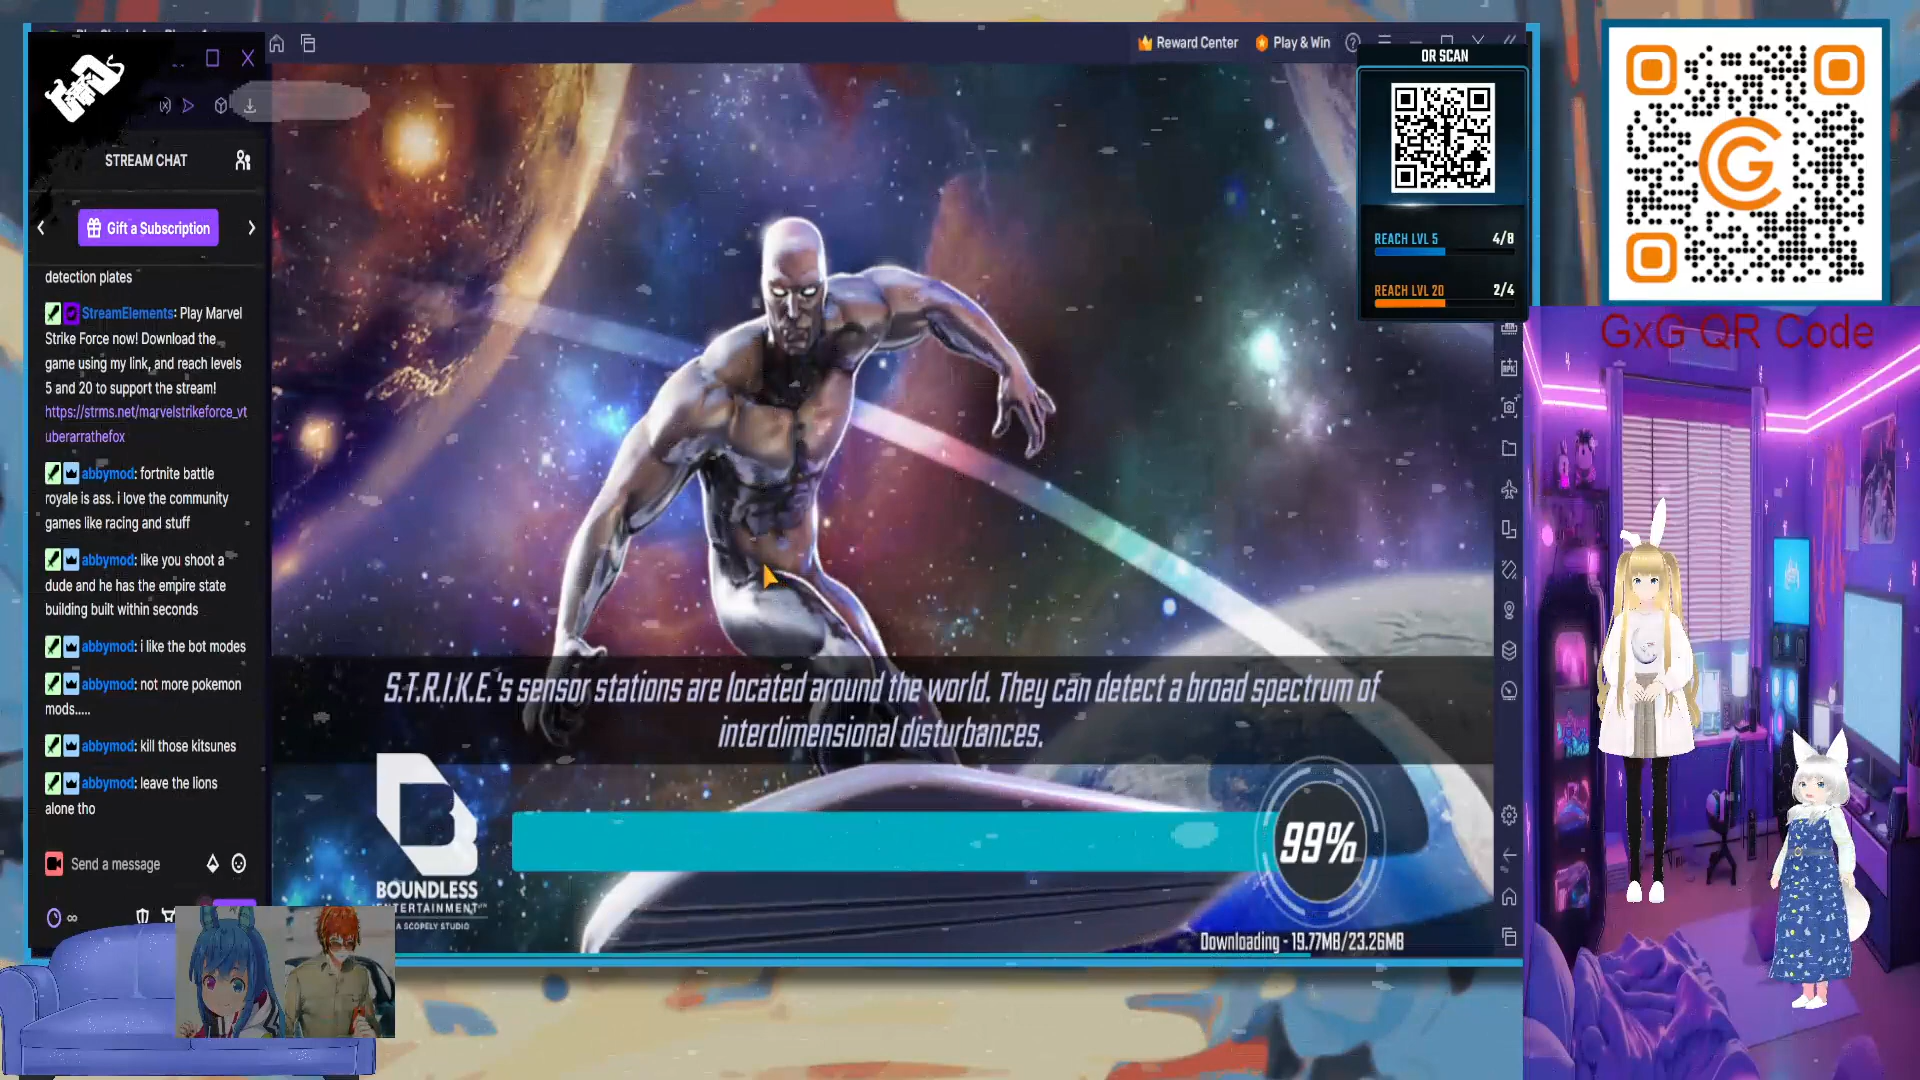 Reward Center
Play & Win
STREAM CHAT
Gift a Subscription
detection plates
StreamElements: Play Marvel
Strike Force now! Download the
game using my link, and reach levels
5 and 20 to support the stream!
https://strms.net/marvelstrikeforce_vt
uberarrathefox
abbymod: fortnite battle
royale is ass. i love the community
games like racing and stuff
abbymod: like you shoot a
dude and he has the empire state
building built within seconds
abbymod: i like the bot modes
abbymod: not more pokemon
mods.....
abbymod: kill those kitsunes
abbymod: leave the lions
alone tho
Send a message
∞
S.T.R.I.K.E.'s sensor stations are located around the world. They can detect a broad spectrum of
interdimensional disturbances.
B
BOUNDLESS
ENTERTAINMENT
A SCOPELY STUDIO
99%
Downloading - 19.77MB/23.26MB
OR SCAN
REACH LVL 5 4/8
REACH LVL 20 2/4
G
GxG QR Code